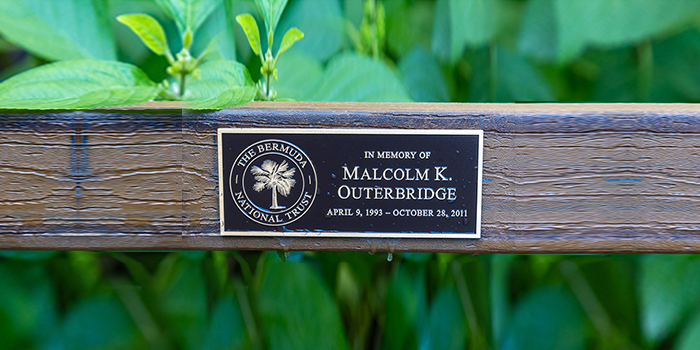 THE BERMUDA
NATIONAL TRUST
IN MEMORY OF
MALCOLM K.
OUTERBRIDGE
APRIL 9, 1993 – OCTOBER 28, 2011